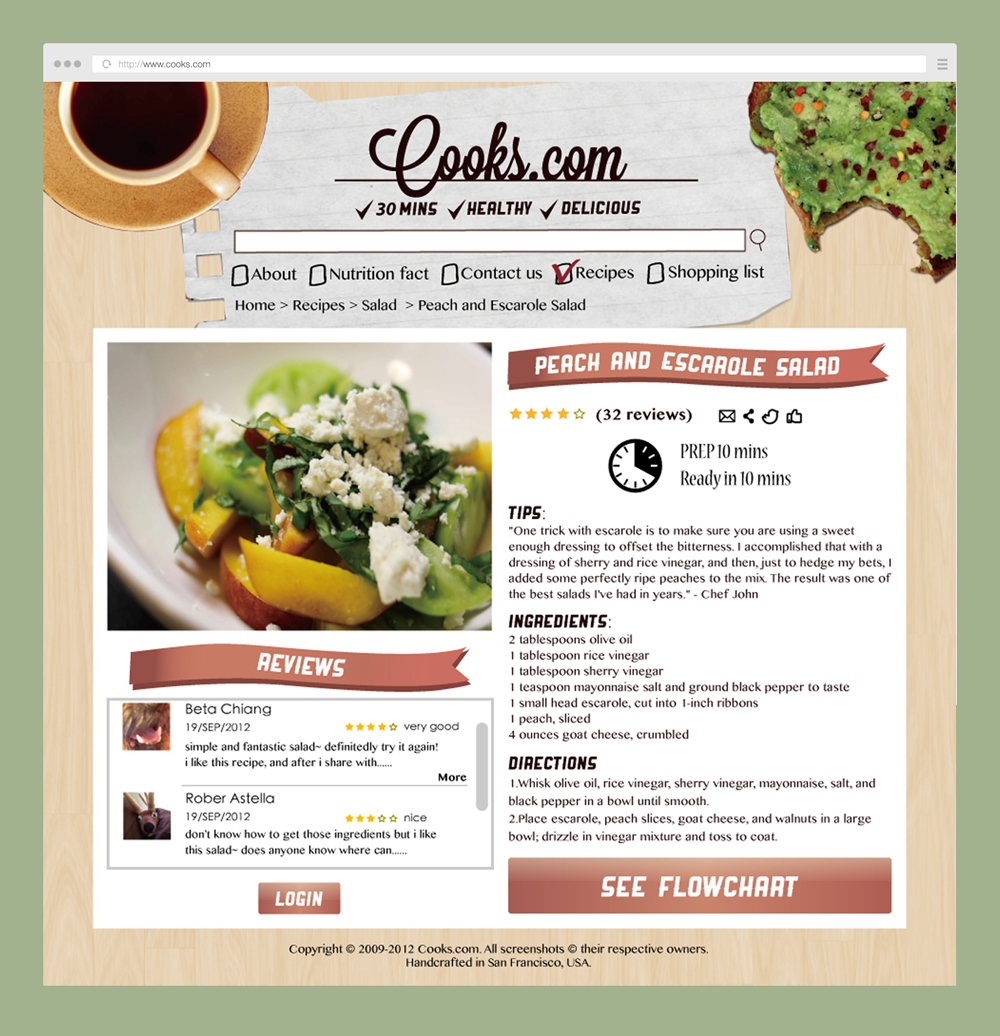 http://www.cooks.com
Cooks.com
30 MINS HEALTHY DELICIOUS
About Nutrition fact Contact us Recipes Shopping list
Home > Recipes > Salad > Peach and Escarole Salad
PEACH AND ESCAROLE SALAD
(32 reviews)
PREP 10 mins
Ready in 10 mins
TIPS:
"One trick with escarole is to make sure you are using a sweet
enough dressing to offset the bitterness. I accomplished that with a
dressing of sherry and rice vinegar, and then, just to hedge my bets, I
added some perfectly ripe peaches to the mix. The result was one of
the best salads I've had in years." - Chef John
INGREDIENTS:
2 tablespoons olive oil
1 tablespoon rice vinegar
1 tablespoon sherry vinegar
1 teaspoon mayonnaise salt and ground black pepper to taste
1 small head escarole, cut into 1-inch ribbons
1 peach, sliced
4 ounces goat cheese, crumbled
DIRECTIONS
1.Whisk olive oil, rice vinegar, sherry vinegar, mayonnaise, salt, and
black pepper in a bowl until smooth.
2.Place escarole, peach slices, goat cheese, and walnuts in a large
bowl; drizzle in vinegar mixture and toss to coat.
SEE FLOWCHART
REVIEWS
Beta Chiang
19/SEP/2012 very good
simple and fantastic salad~ definitedly try it again!
i like this recipe, and after i share with......
More
Rober Astella
19/SEP/2012 nice
don't know how to get those ingredients but i like
this salad~ does anyone know where can......
LOGIN
Copyright © 2009-2012 Cooks.com. All screenshots © their respective owners.
Handcrafted in San Francisco, USA.